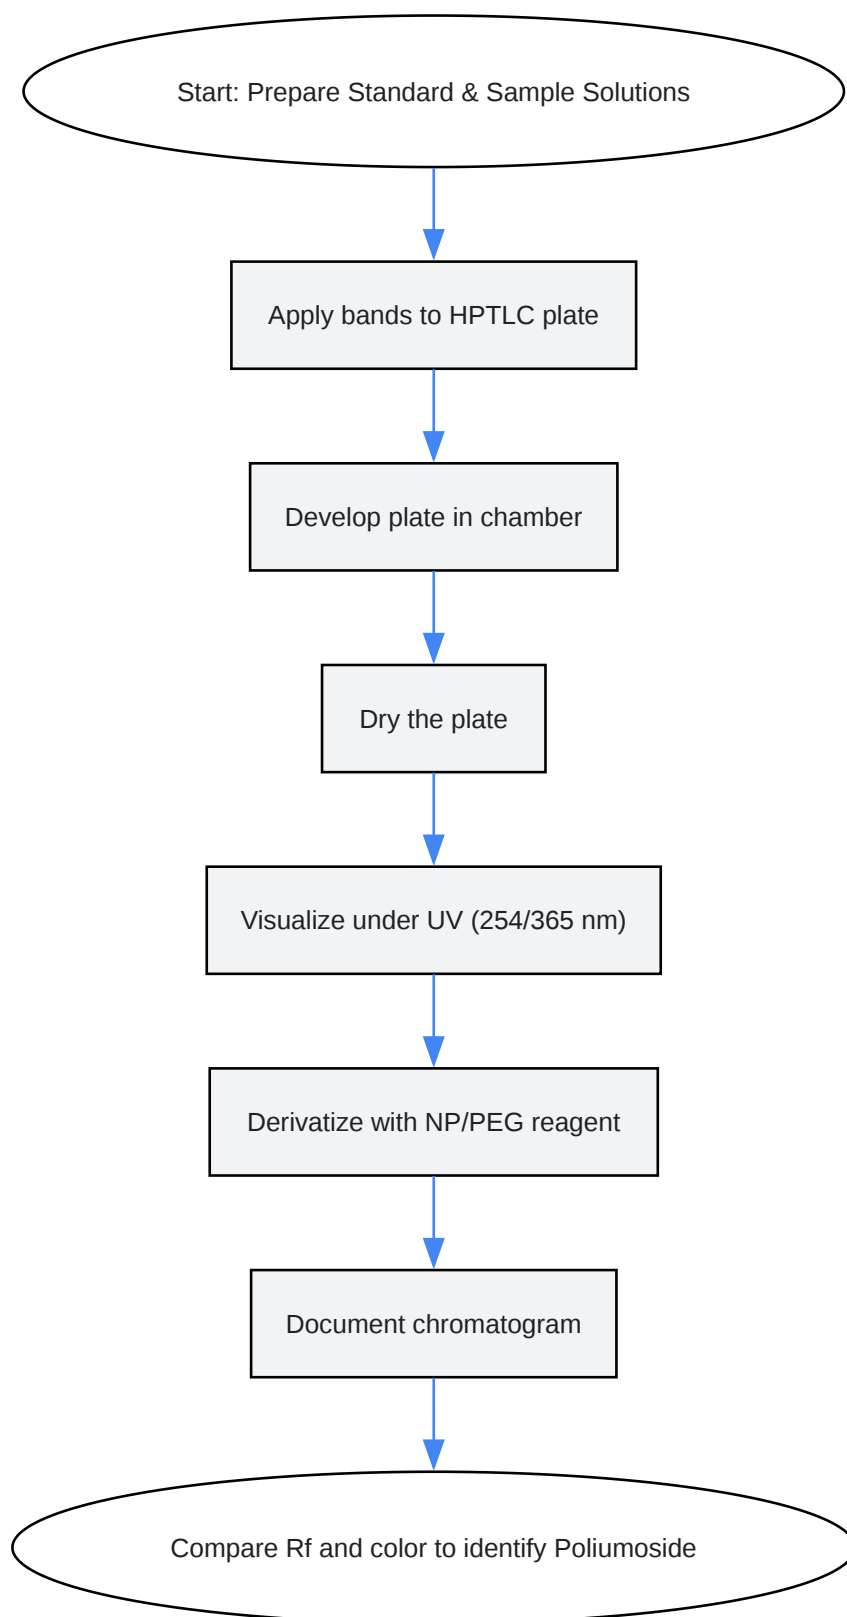 Start: Prepare Standard & Sample Solutions
Apply bands to HPTLC plate
Develop plate in chamber
Dry the plate
Visualize under UV (254/365 nm)
Derivatize with NP/PEG reagent
Document chromatogram
Compare Rf and color to identify Poliumoside